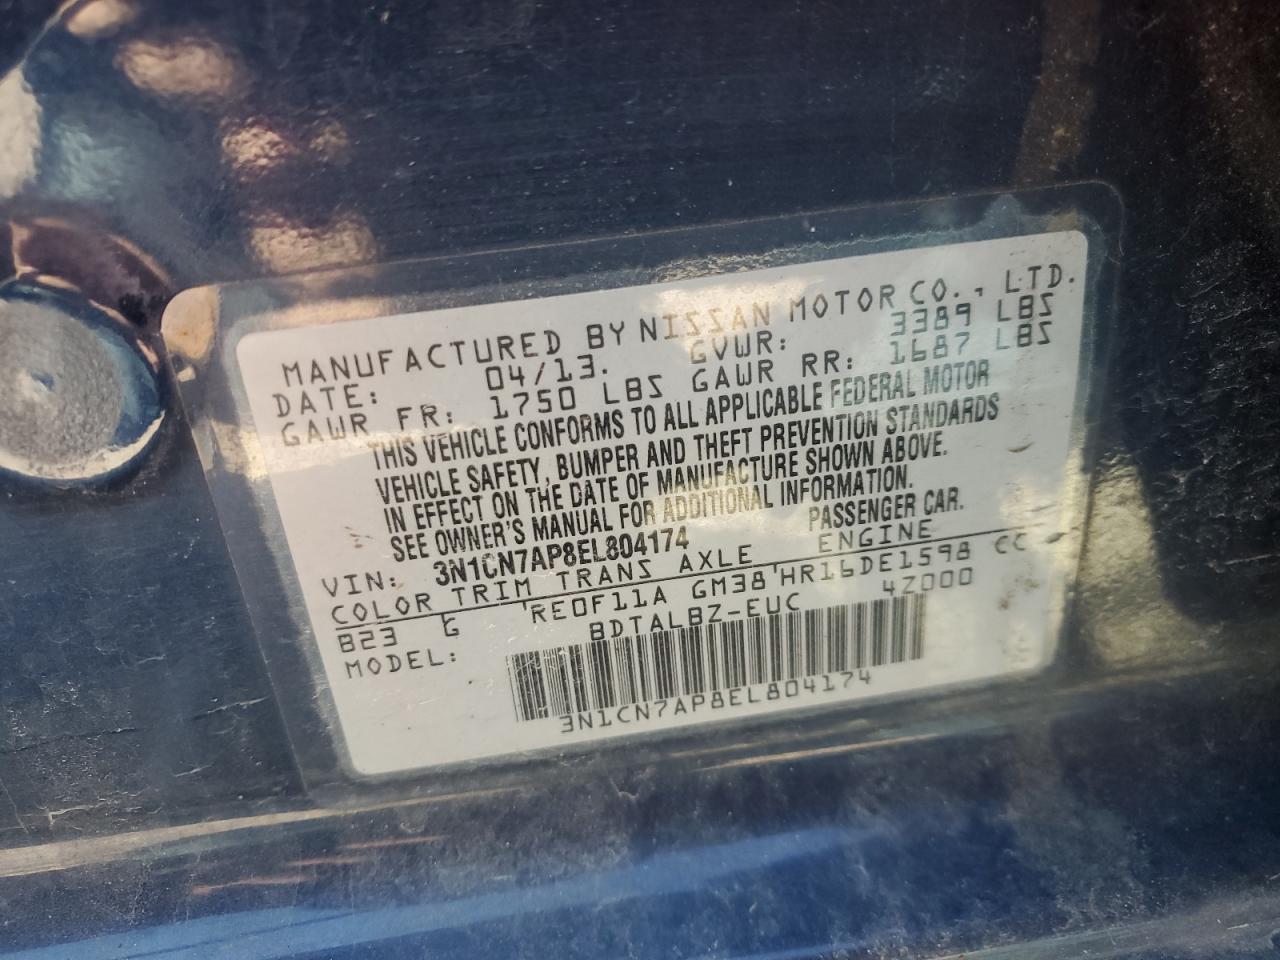 MANUFACTURED BY NISSAN MOTOR CO., LTD.
DATE: 04/13. GVWR: 3389 LBS
GAWR FR: 1750 LBS GAWR RR: 1687 LBS
THIS VEHICLE CONFORMS TO ALL APPLICABLE FEDERAL MOTOR
VEHICLE SAFETY, BUMPER AND THEFT PREVENTION STANDARDS
IN EFFECT ON THE DATE OF MANUFACTURE SHOWN ABOVE.
SEE OWNER'S MANUAL FOR ADDITIONAL INFORMATION.
VIN: 3N1CN7AP8EL804174 PASSENGER CAR.
COLOR TRIM TRANS AXLE ENGINE
B23 G RE0F11A GM38 HR16DE1598 CC
MODEL: BDTALBZ-EUC 4Z000
3N1CN7AP8EL804174